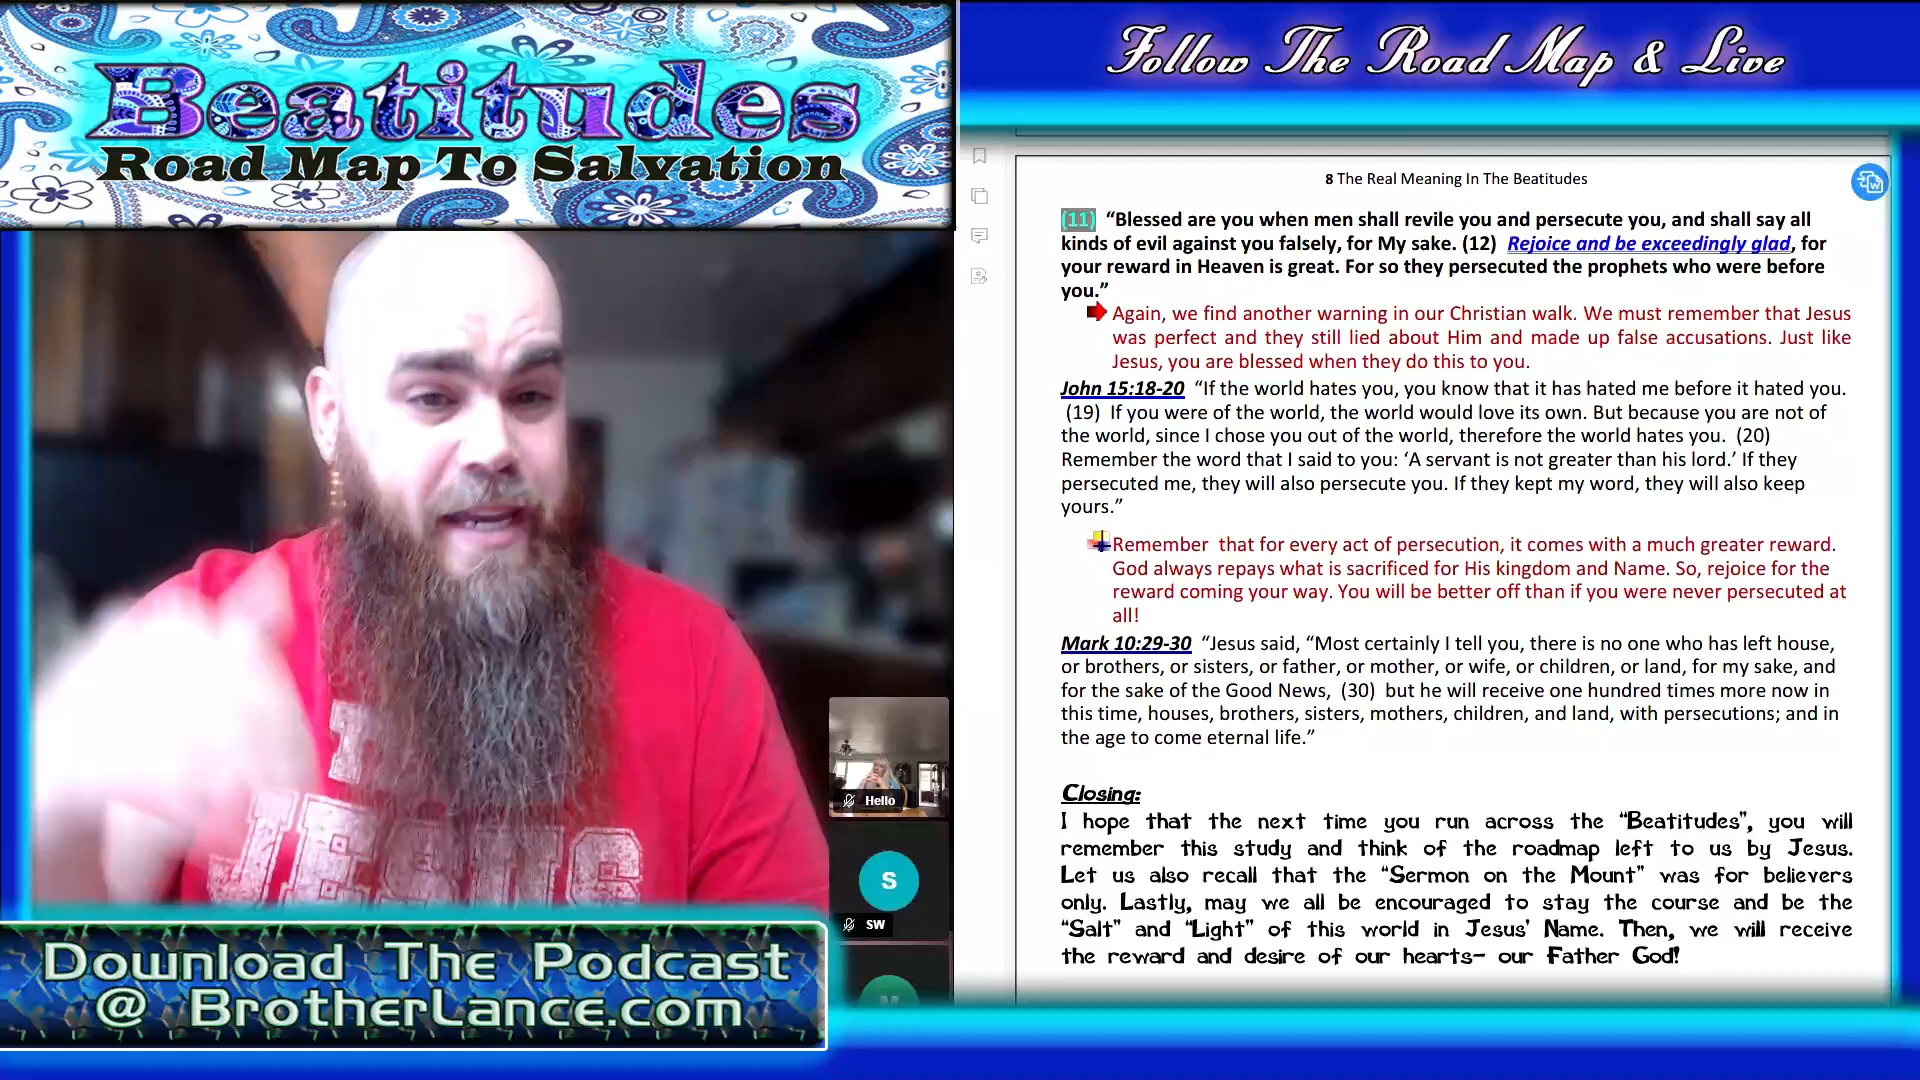 Beatitudes
Road Map To Salvation
Follow The Road Map & Live
8 The Real Meaning In The Beatitudes
(11) “Blessed are you when men shall revile you and persecute you, and shall say all
kinds of evil against you falsely, for My sake. (12) Rejoice and be exceedingly glad, for
your reward in Heaven is great. For so they persecuted the prophets who were before
you.”
Again, we find another warning in our Christian walk. We must remember that Jesus
was perfect and they still lied about Him and made up false accusations. Just like
Jesus, you are blessed when they do this to you.
John 15:18-20 “If the world hates you, you know that it has hated me before it hated you.
(19) If you were of the world, the world would love its own. But because you are not of
the world, since I chose you out of the world, therefore the world hates you. (20)
Remember the word that I said to you: ‘A servant is not greater than his lord.’ If they
persecuted me, they will also persecute you. If they kept my word, they will also keep
yours.”
Remember that for every act of persecution, it comes with a much greater reward.
God always repays what is sacrificed for His kingdom and Name. So, rejoice for the
reward coming your way. You will be better off than if you were never persecuted at
all!
Mark 10:29-30 “Jesus said, “Most certainly I tell you, there is no one who has left house,
or brothers, or sisters, or father, or mother, or wife, or children, or land, for my sake, and
for the sake of the Good News, (30) but he will receive one hundred times more now in
this time, houses, brothers, sisters, mothers, children, and land, with persecutions; and in
the age to come eternal life.”
Closing:
I hope that the next time you run across the “Beatitudes”, you will
remember this study and think of the roadmap left to us by Jesus.
Let us also recall that the “Sermon on the Mount” was for believers
only. Lastly, may we all be encouraged to stay the course and be the
“Salt” and “Light” of this world in Jesus’ Name. Then, we will receive
the reward and desire of our hearts- our Father God!
JESUS
Hello
S
SW
Download The Podcast
@ BrotherLance.com